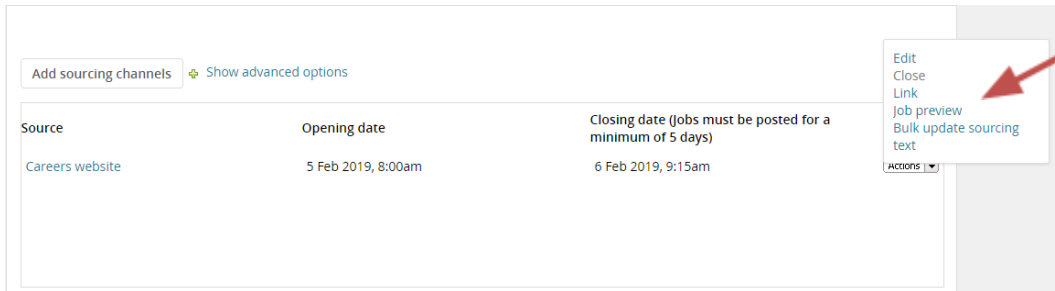 Edit
Close
Link
Job preview
Bulk update sourcing
text
Add sourcing channels Show advanced options
Source Opening date Closing date (Jobs must be posted for a
minimum of 5 days)
Careers website 5 Feb 2019, 8:00am 6 Feb 2019, 9:15am Actions